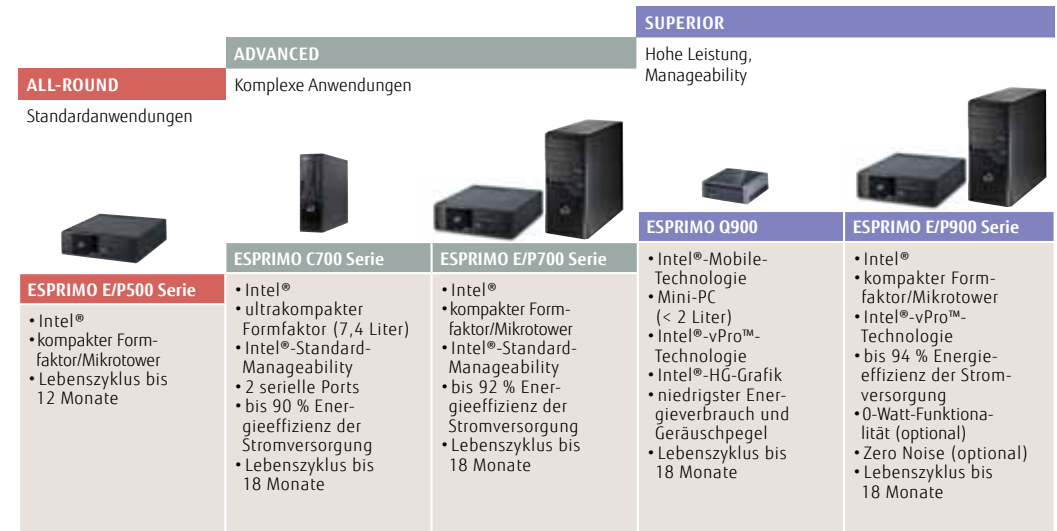 ALL-ROUND
Standardanwendungen
ESPRIMO E/P500 Serie
• Intel®
• kompakter Form-
faktor/Mikrotower
• Lebenszyklus bis
12 Monate
ADVANCED
Komplexe Anwendungen
ESPRIMO C700 Serie
• Intel®
• ultrakompakter
Formfaktor (7,4 Liter)
• Intel®-Standard-
Manageability
• 2 serielle Ports
• bis 90 % Ener-
gieeffizienz der
Stromversorgung
• Lebenszyklus bis
18 Monate
ESPRIMO E/P700 Serie
• Intel®
• kompakter Form-
faktor/Mikrotower
• Intel®-Standard-
Manageability
• bis 92 % Ener-
gieeffizienz der
Stromversorgung
• Lebenszyklus bis
18 Monate
SUPERIOR
Hohe Leistung,
Manageability
ESPRIMO Q900
• Intel®-Mobile-
Technologie
• Mini-PC
(< 2 Liter)
• Intel®-vPro™-
Technologie
• Intel®-HG-Grafik
• niedrigster Ener-
gieverbrauch und
Geräuschpegel
• Lebenszyklus bis
18 Monate
ESPRIMO E/P900 Serie
• Intel®
• kompakter Form-
faktor/Mikrotower
• Intel®-vPro™-
Technologie
• bis 94 % Energie-
effizienz der Strom-
versorgung
• 0-Watt-Funktiona-
lität (optional)
• Zero Noise (optional)
• Lebenszyklus bis
18 Monate